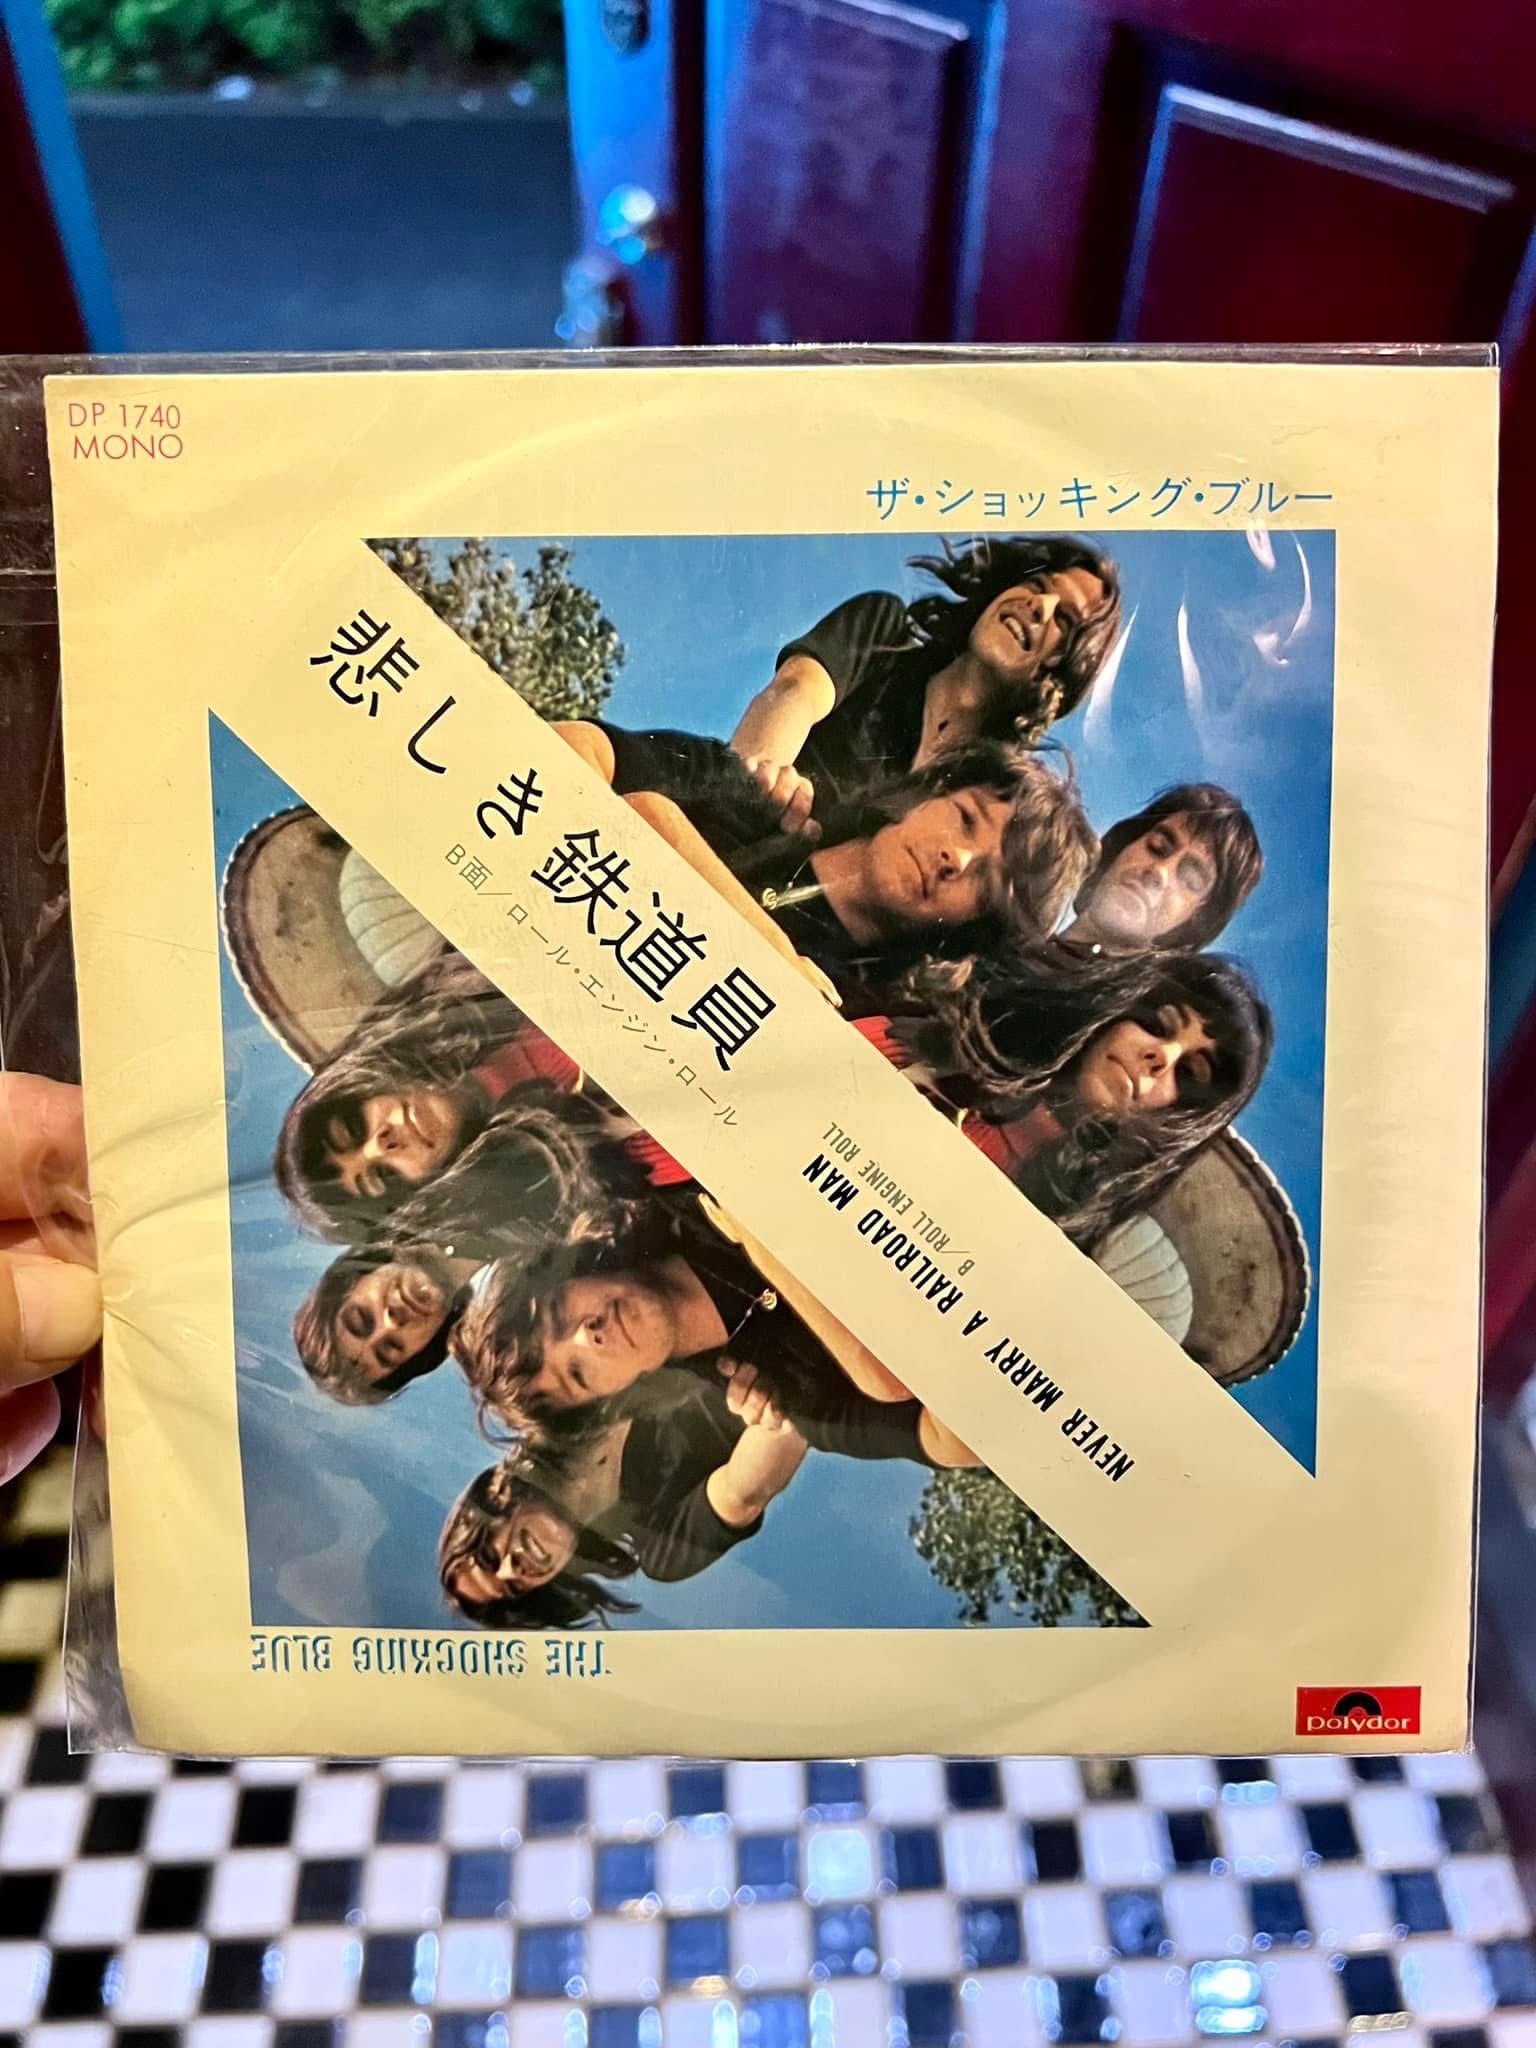 DP 1740
MONO
ザ・ショッキング・ブルー
悲しき鉄道員
B面／ロール・エンジン・ロール
NEVER MARRY A RAILROAD MAN
B／ROLL ENGINE ROLL
THE SHOCKING BLUE
polydor